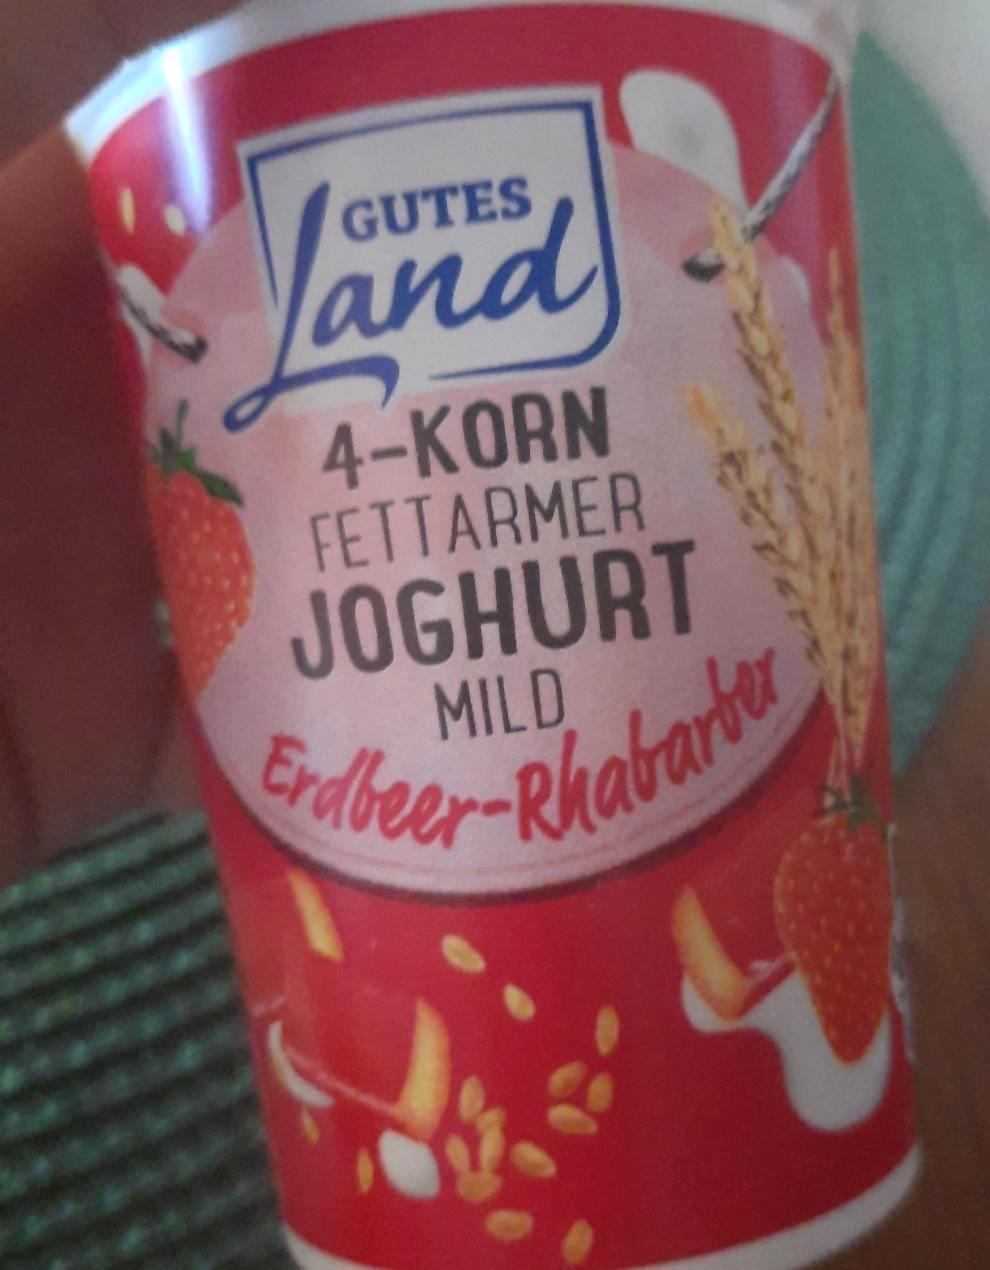 GUTES
Land
4-KORN
FETTARMER
JOGHURT
MILD
Erdbeer-Rhabarber